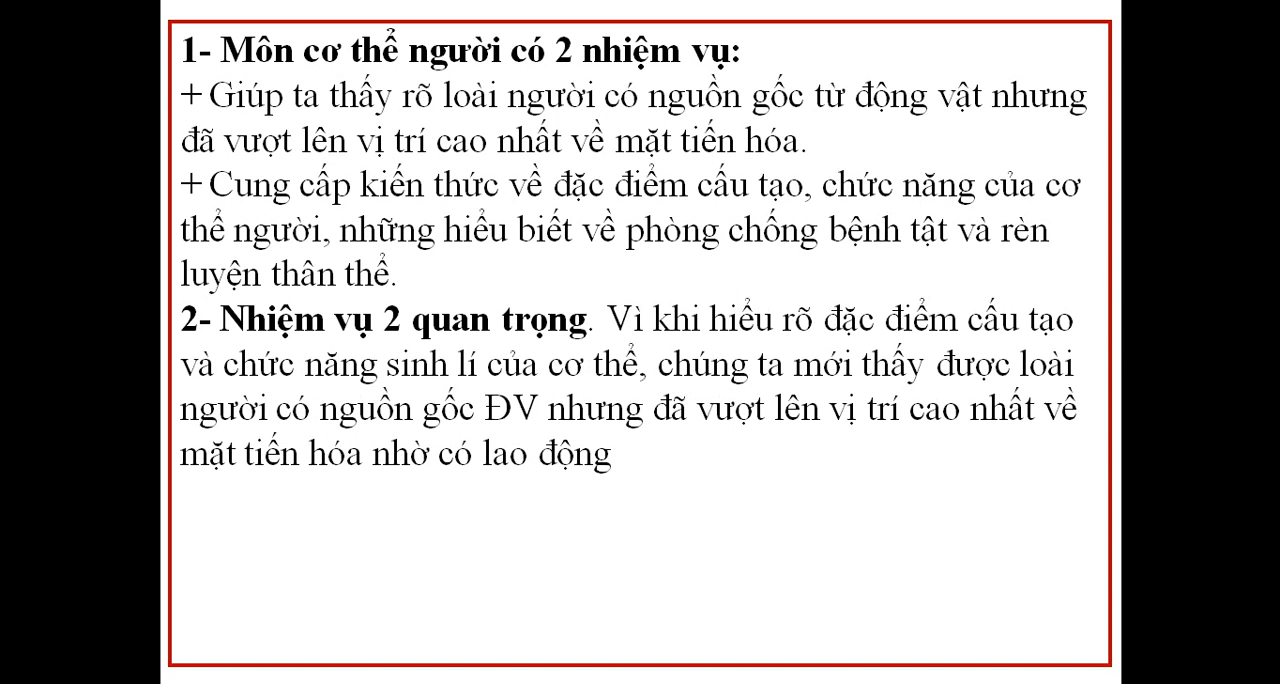 1- Môn cơ thể người có 2 nhiệm vụ:
+ Giúp ta thấy rõ loài người có nguồn gốc từ động vật nhưng
đã vượt lên vị trí cao nhất về mặt tiến hóa.
+ Cung cấp kiến thức về đặc điểm cấu tạo, chức năng của cơ
thể người, những hiểu biết về phòng chống bệnh tật và rèn
luyện thân thể.
2- Nhiệm vụ 2 quan trọng. Vì khi hiểu rõ đặc điểm cấu tạo
và chức năng sinh lí của cơ thể, chúng ta mới thấy được loài
người có nguồn gốc ĐV nhưng đã vượt lên vị trí cao nhất về
mặt tiến hóa nhờ có lao động